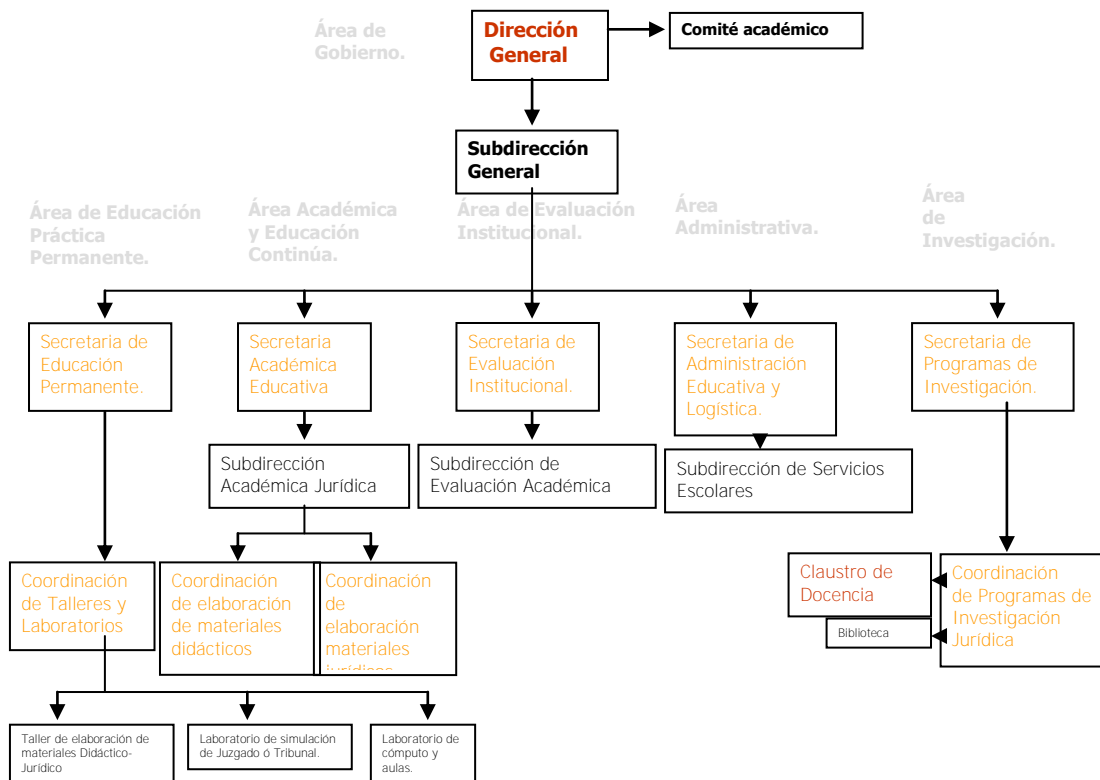 Área de
Gobierno.
Dirección
General
Comité académico
Subdirección
General
Área de Educación
Práctica
Permanente.
Área Académica
y Educación
Continúa.
Área de Evaluación
Institucional.
Área
Administrativa.
Área
de
Investigación.
Secretaria de
Educación
Permanente.
Secretaria
Académica
Educativa
Secretaria de
Evaluación
Institucional.
Secretaria de
Administración
Educativa y
Logística.
Secretaria de
Programas de
Investigación.
Subdirección
Académica Jurídica
Subdirección de
Evaluación Académica
Subdirección de Servicios
Escolares
Coordinación
de Talleres y
Laboratorios
Coordinación
de elaboración
de materiales
didácticos
Coordinación
de
elaboración
materiales
jurídicos
Claustro de
Docencia
Biblioteca
Coordinación
de Programas de
Investigación
Jurídica
Taller de elaboración de
materiales Didáctico-
Jurídico
Laboratorio de simulación
de Juzgado ó Tribunal.
Laboratorio de
cómputo y
aulas.